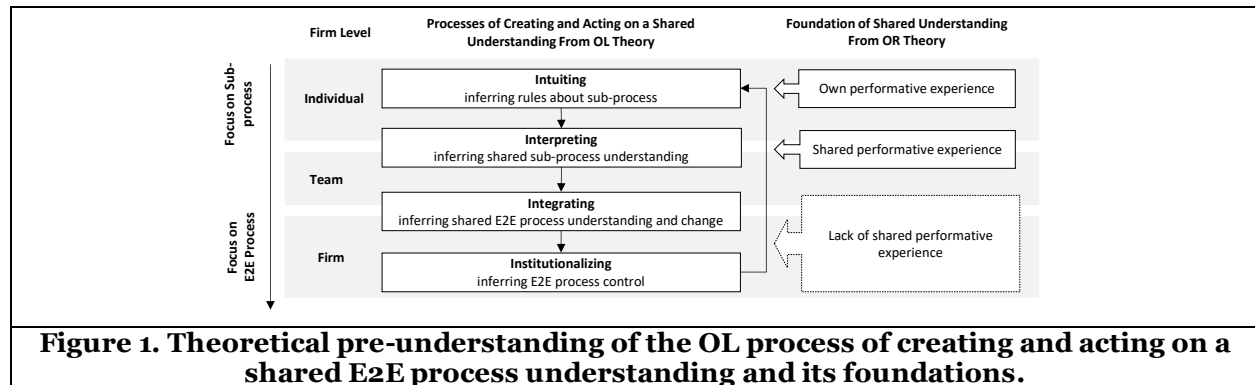 Firm Level
Processes of Creating and Acting on a Shared
Understanding From OL Theory
Foundation of Shared Understanding
From OR Theory
Focus on Sub-
process
Focus on
E2E Process
Individual
Team
Firm
Intuiting
inferring rules about sub-process
Interpreting
inferring shared sub-process understanding
Integrating
inferring shared E2E process understanding and change
Institutionalizing
inferring E2E process control
Own performative experience
Shared performative experience
Lack of shared performative
experience
Figure 1. Theoretical pre-understanding of the OL process of creating and acting on a
shared E2E process understanding and its foundations.